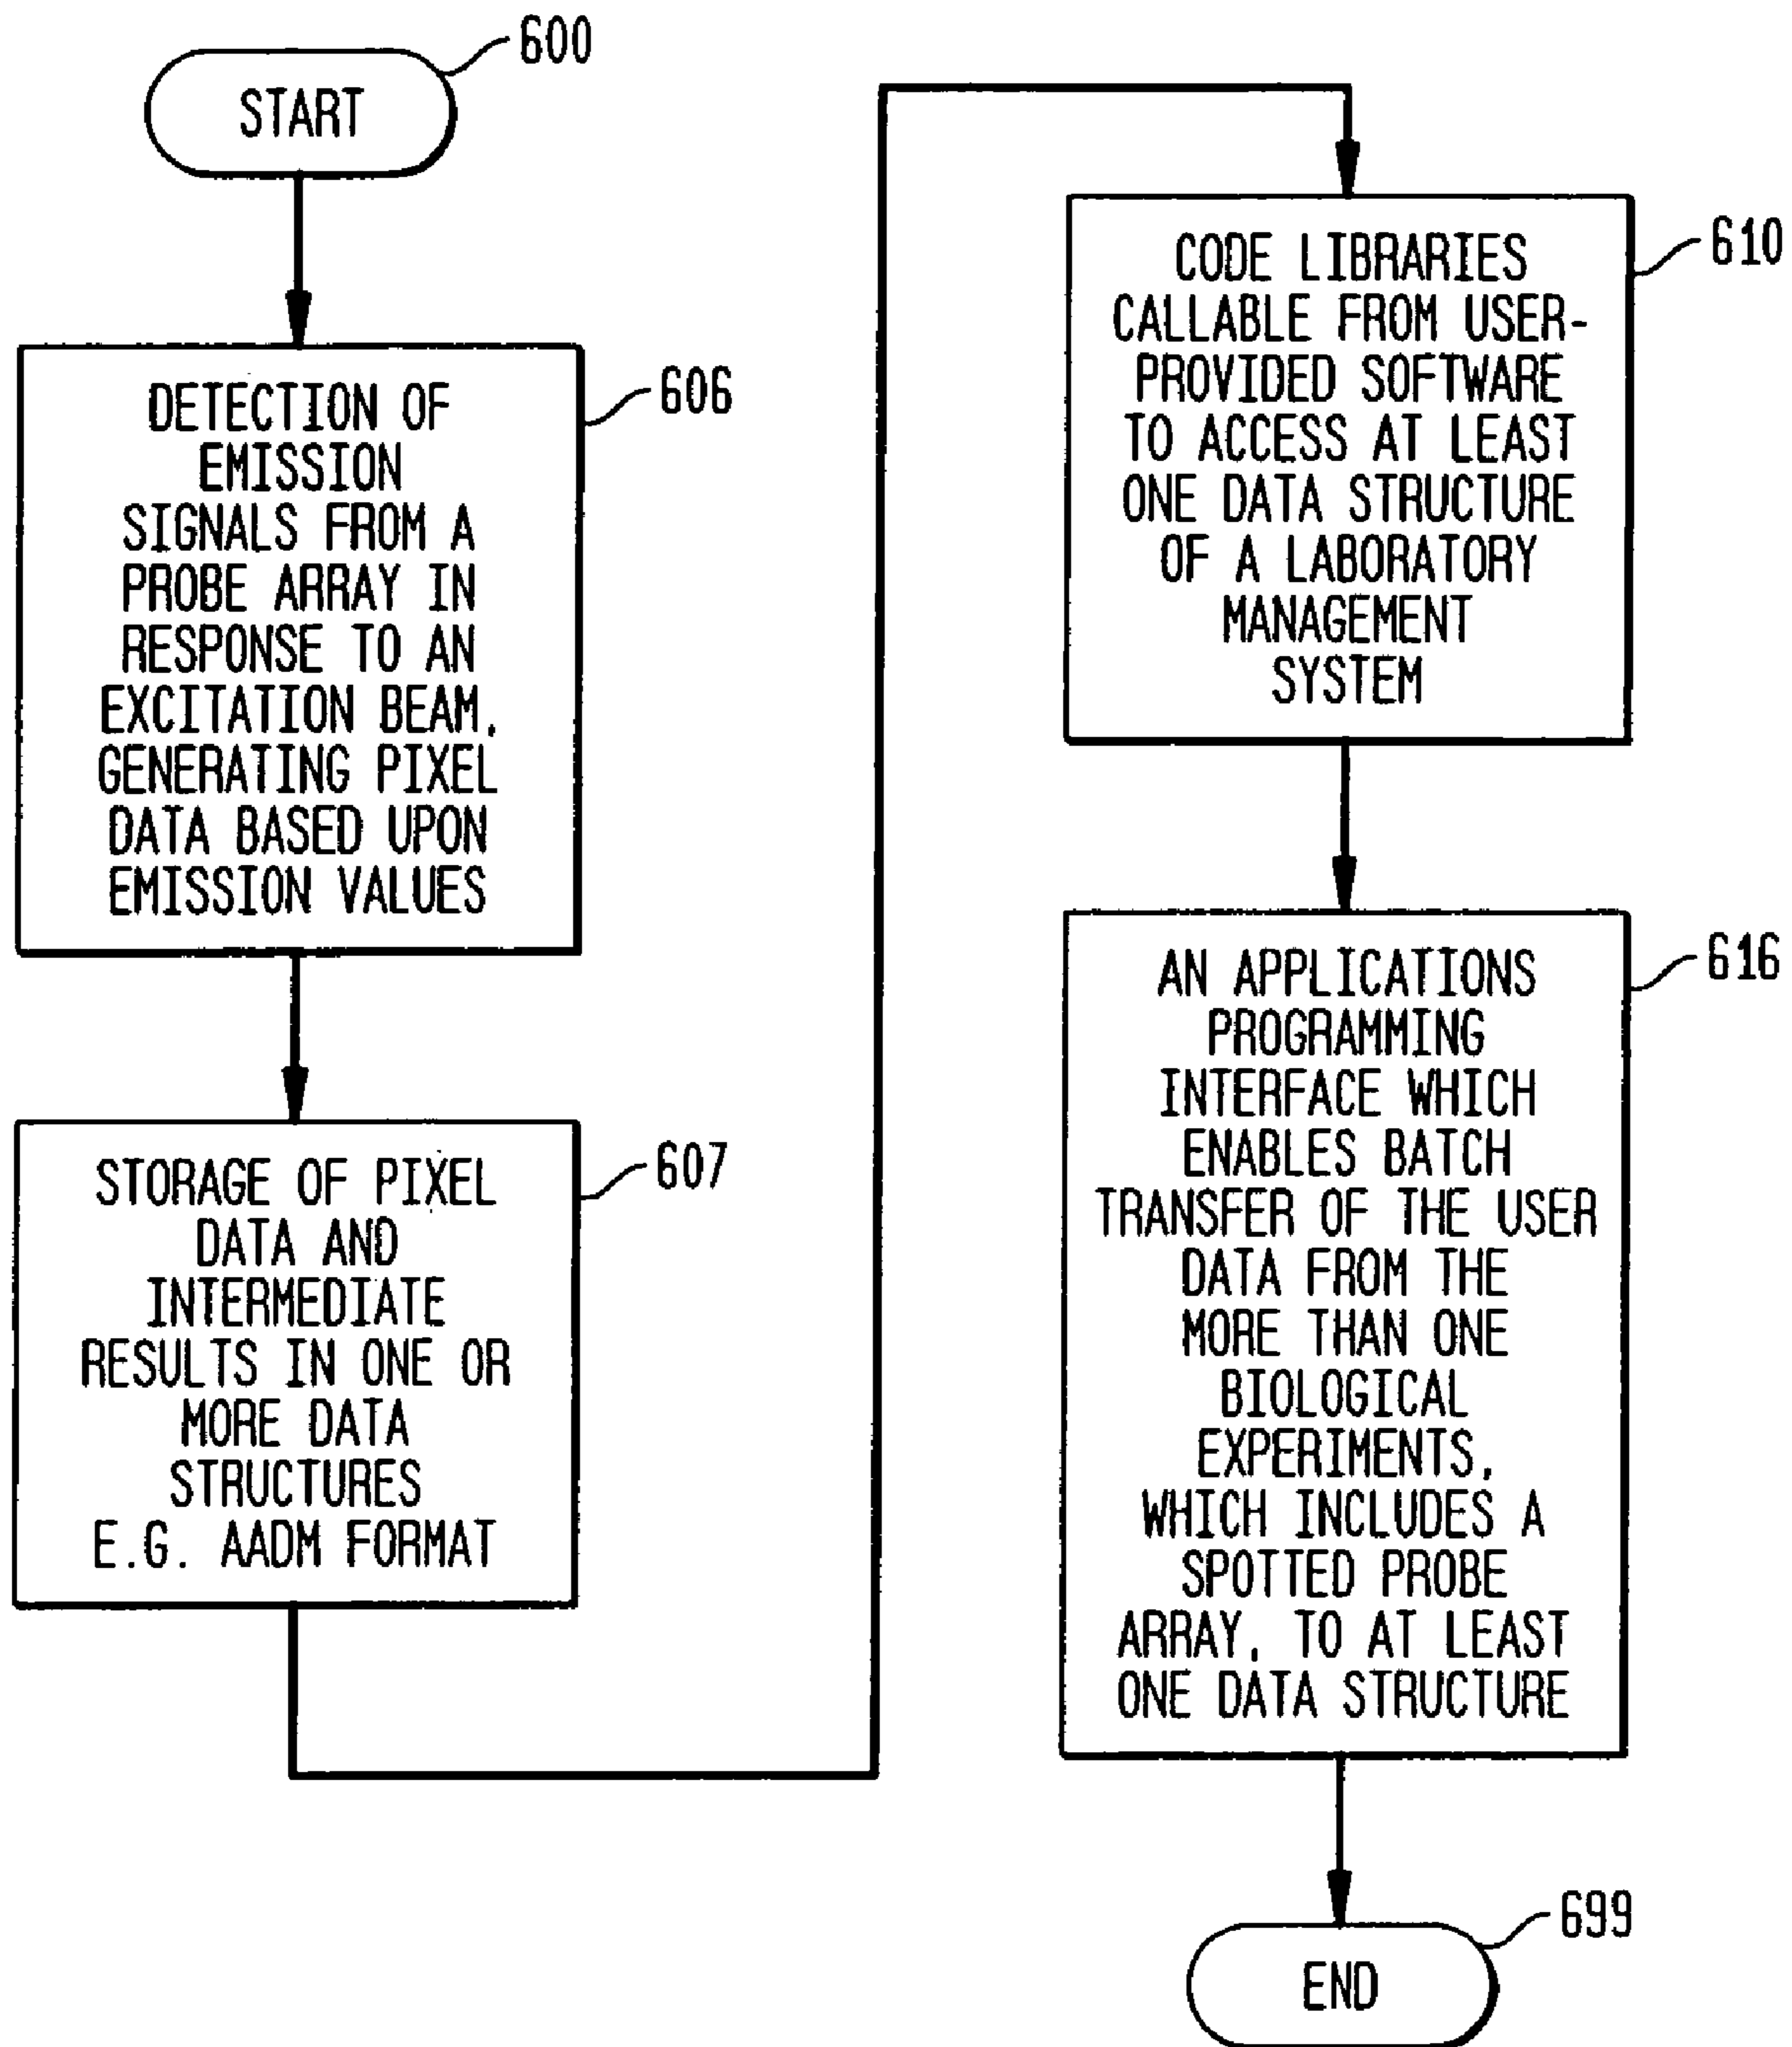 600
START
606
DETECTION OF
EMISSION
SIGNALS FROM A
PROBE ARRAY IN
RESPONSE TO AN
EXCITATION BEAM,
GENERATING PIXEL
DATA BASED UPON
EMISSION VALUES
607
STORAGE OF PIXEL
DATA AND
INTERMEDIATE
RESULTS IN ONE OR
MORE DATA
STRUCTURES
E.G. AADM FORMAT
610
CODE LIBRARIES
CALLABLE FROM USER-
PROVIDED SOFTWARE
TO ACCESS AT LEAST
ONE DATA STRUCTURE
OF A LABORATORY
MANAGEMENT
SYSTEM
616
AN APPLICATIONS
PROGRAMMING
INTERFACE WHICH
ENABLES BATCH
TRANSFER OF THE USER
DATA FROM THE
MORE THAN ONE
BIOLOGICAL
EXPERIMENTS,
WHICH INCLUDES A
SPOTTED PROBE
ARRAY, TO AT LEAST
ONE DATA STRUCTURE
699
END